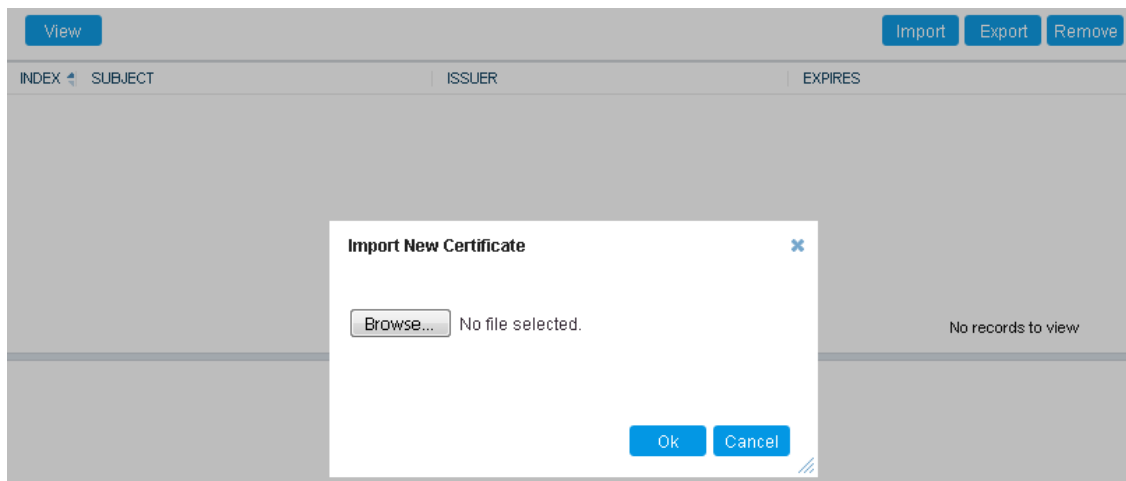 View Import Export Remove
INDEX SUBJECT ISSUER EXPIRES
Import New Certificate
Browse... No file selected.
No records to view
Ok Cancel